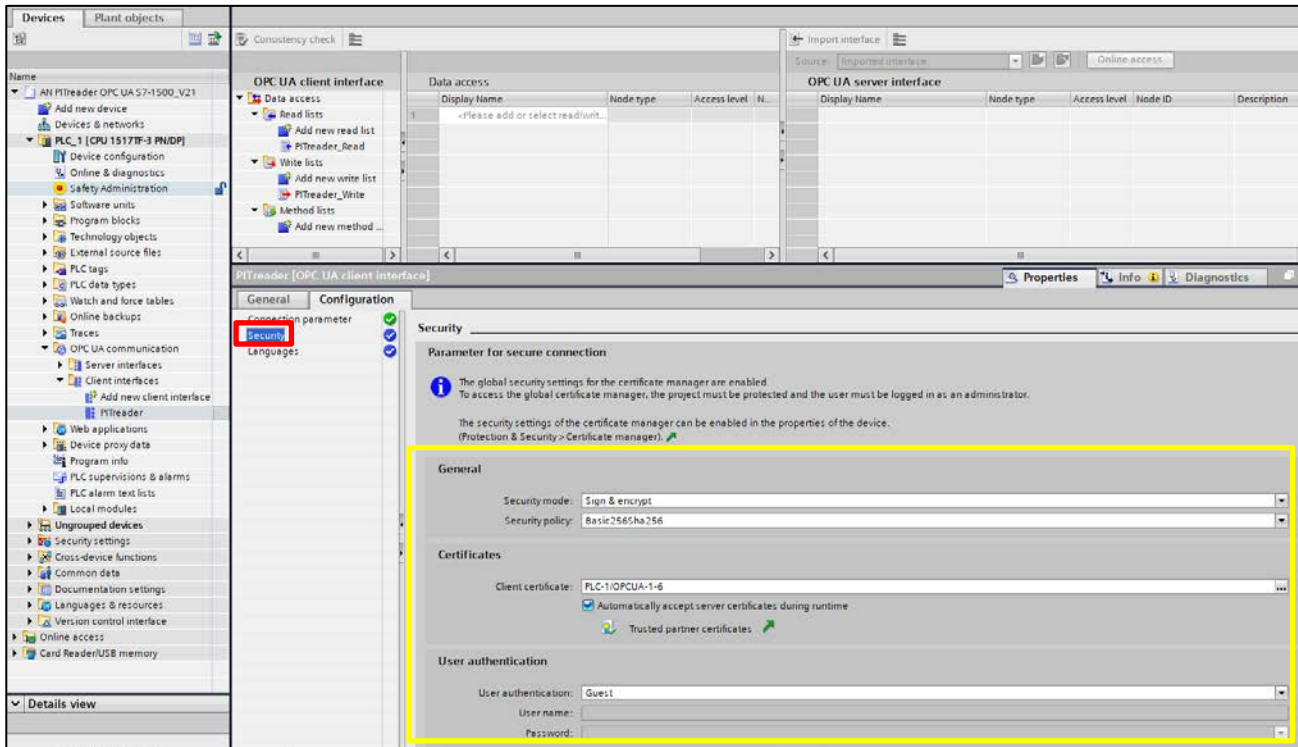 Devices
Plant objects
Name
AN PITreader OPC UA S7-1500_V21
Add new device
Devices & networks
PLC_1 [CPU 1517TF-3 PN/DP]
Device configuration
Online & diagnostics
Safety Administration
Software units
Program blocks
Technology objects
External source files
PLC tags
PLC data types
Watch and force tables
Online backups
Traces
OPC UA communication
Server interfaces
Client interfaces
Add new client interface
PITreader
Web applications
Device proxy data
Program info
PLC supervisions & alarms
PLC alarm text lists
Local modules
Ungrouped devices
Security settings
Cross-device functions
Common data
Documentation settings
Languages & resources
Version control interface
Online access
Card Reader/USB memory
Details view
Consistency check
OPC UA client interface
Data access
Read lists
Add new read list
PITreader_Read
Write lists
Add new write list
PITreader_Write
Method lists
Add new method ...
Data access
Display Name Node type Access level N...
1 <Please add or select read/writ...
Import interface
Source: Imported interface Online access
OPC UA server interface
Display Name Node type Access level Node ID Description
PITreader [OPC UA client interface]
Properties Info Diagnostics
General Configuration
Connection parameter
Security
Languages
Security
Parameter for secure connection
The global security settings for the certificate manager are enabled.
To access the global certificate manager, the project must be protected and the user must be logged in as an administrator.
The security settings of the certificate manager can be enabled in the properties of the device.
(Protection & Security > Certificate manager).
General
Security mode: Sign & encrypt
Security policy: Basic256Sha256
Certificates
Client certificate: PLC-1/OPCUA-1-6 ...
Automatically accept server certificates during runtime
Trusted partner certificates
User authentication
User authentication: Guest
User name:
Password: